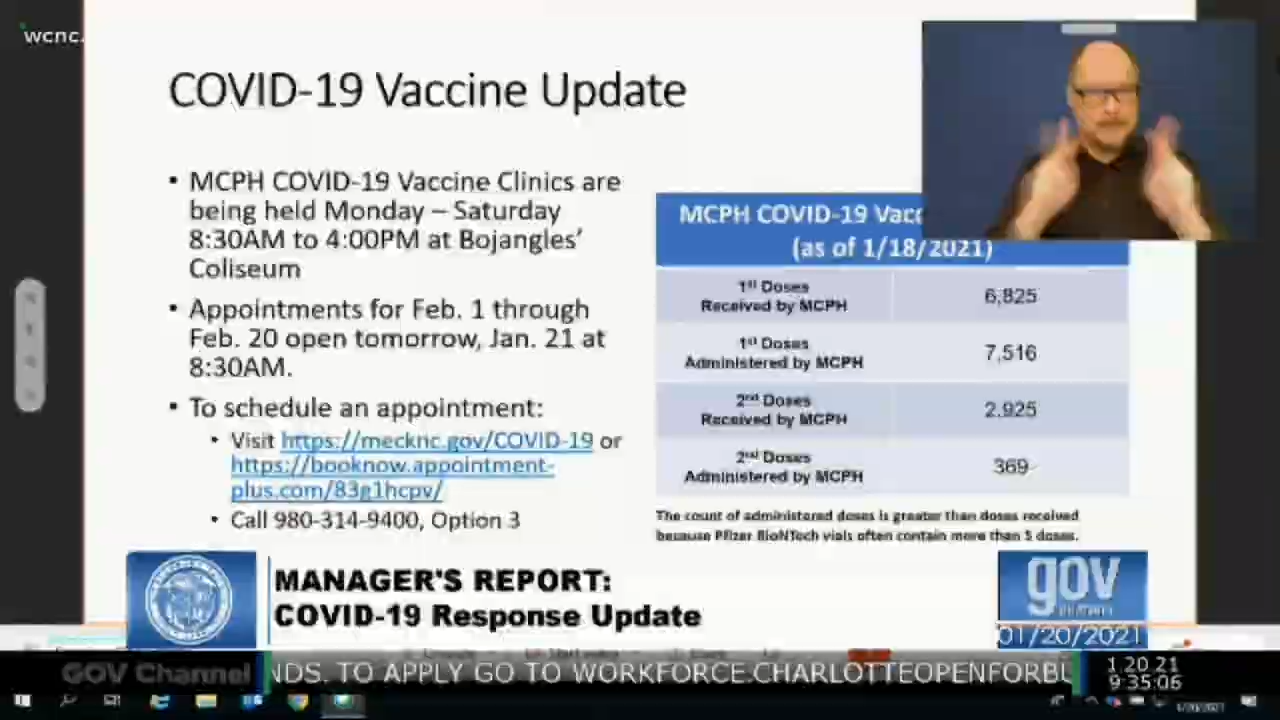 wcnc.
COVID-19 Vaccine Update
• MCPH COVID-19 Vaccine Clinics are
being held Monday – Saturday
8:30AM to 4:00PM at Bojangles’
Coliseum
• Appointments for Feb. 1 through
Feb. 20 open tomorrow, Jan. 21 at
8:30AM.
• To schedule an appointment:
• Visit https://mecknc.gov/COVID-19 or
https://booknow.appointment-
plus.com/83g1hcpv/
• Call 980-314-9400, Option 3
MCPH COVID-19 Vacc
(as of 1/18/2021)
1st Doses
Received by MCPH
6,825
1st Doses
Administered by MCPH
7,516
2nd Doses
Received by MCPH
2,925
2nd Doses
Administered by MCPH
369
The count of administered doses is greater than doses received
because Pfizer BioNTech vials often contain more than 5 doses.
MANAGER'S REPORT:
COVID-19 Response Update
gov
01/20/2021
GOV Channel
NDS. TO APPLY GO TO WORKFORCE.CHARLOTTEOPENFORBU
1.20.21
9:35:06